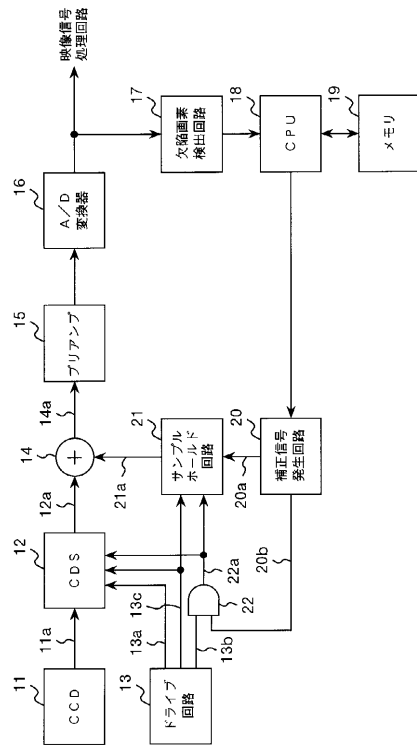 11
CCD
11a
12
CDS
12a
14
14a
15
プリアンプ
16
A/D
変換器
映像信号
処理回路
17
欠陥画素
検出回路
18
CPU
19
メモリ
20
補正信号
発生回路
20a
20b
21
サンプル
ホールド
回路
21a
22
22a
13
ドライブ
回路
13a
13c
13b